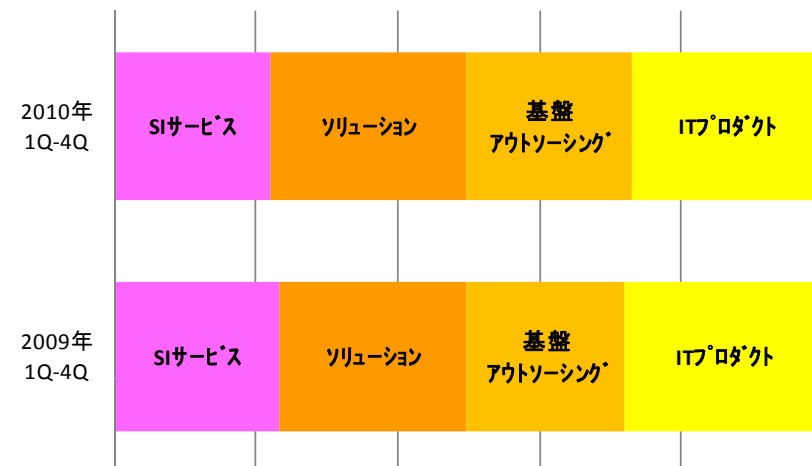 2010年
1Q-4Q
SIサービス
ソリューション
基盤
アウトソーシング
ITプロダクト
2009年
1Q-4Q
SIサービス
ソリューション
基盤
アウトソーシング
ITプロダクト